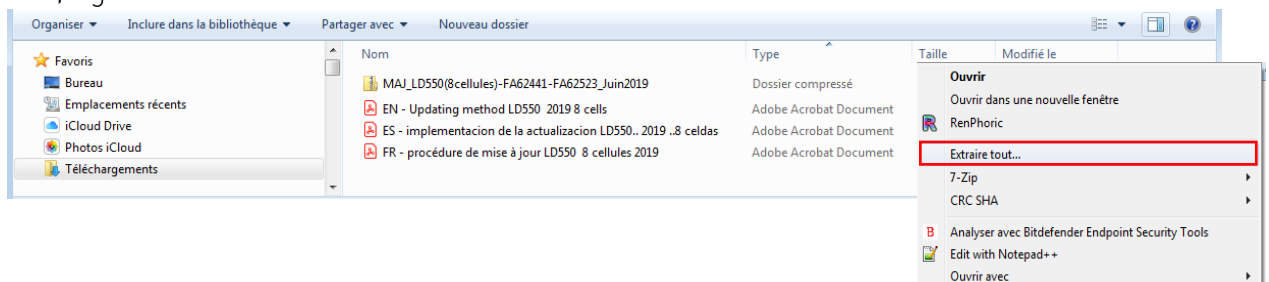 Organiser Inclure dans la bibliothèque Partager avec Nouveau dossier
Favoris
Bureau
Emplacements récents
iCloud Drive
Photos iCloud
Téléchargements
Nom Type Taille Modifié le
MAJ_LD550(8cellules)-FA62441-FA62523_Juin2019 Dossier compressé
EN - Updating method LD550 2019 8 cells Adobe Acrobat Document
ES - implementacion de la actualizacion LD550.. 2019 ..8 celdas Adobe Acrobat Document
FR - procédure de mise à jour LD550 8 cellules 2019 Adobe Acrobat Document
Ouvrir
Ouvrir dans une nouvelle fenêtre
RenPhoric
Extraire tout...
7-Zip
CRC SHA
Analyser avec Bitdefender Endpoint Security Tools
Edit with Notepad++
Ouvrir avec